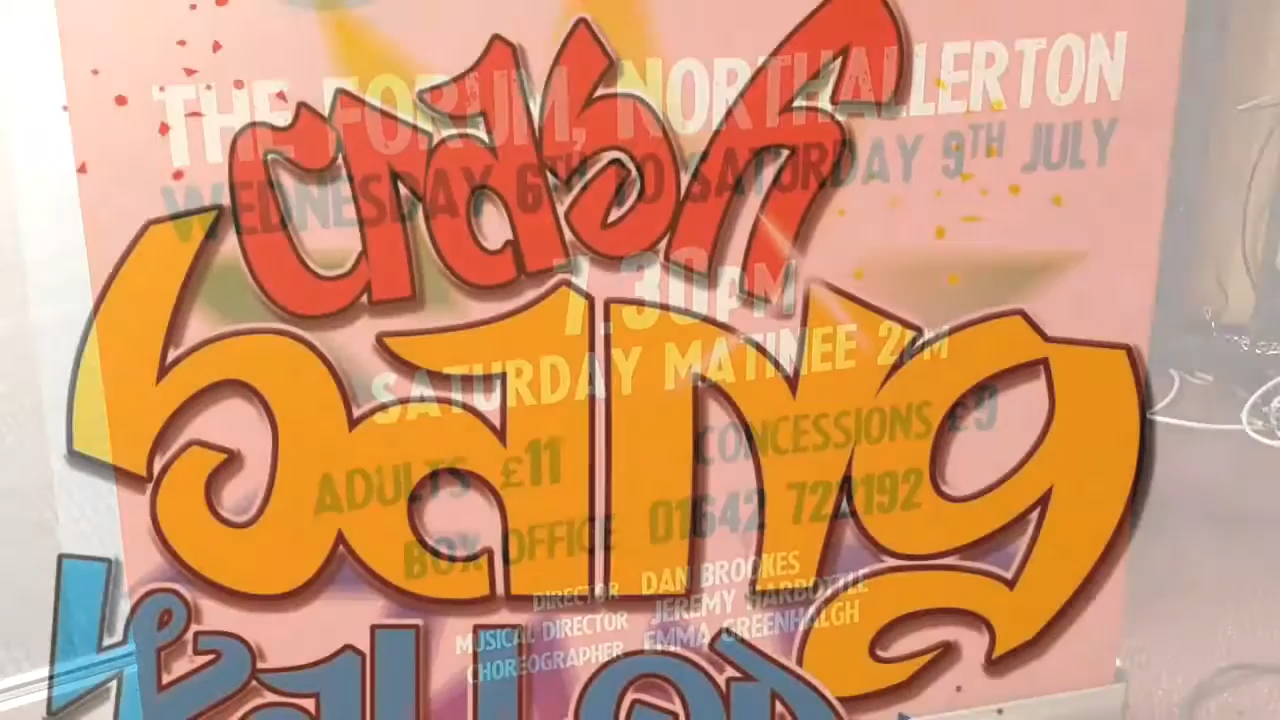 THE FORUM, NORTHALLERTON
WEDNESDAY 6TH TO SATURDAY 9TH JULY
crash
7.30PM
SATURDAY MATINEE 2PM
bang
CONCESSIONS £9
ADULTS £11
BOX OFFICE 01642 722192
DIRECTOR DAN BROOKES
MUSICAL DIRECTOR JEREMY HARBOTTLE
CHOREOGRAPHER EMMA GREENHALGH